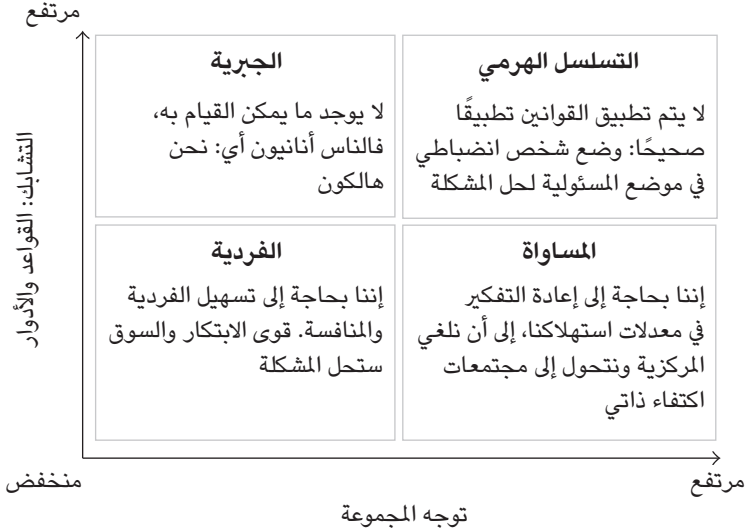 مرتفع
التسلسل الهرمي
لا يتم تطبيق القوانين تطبيقًا
صحيحًا: وضع شخص انضباطي
في موضع المسئولية لحل المشكلة
الجبرية
لا يوجد ما يمكن القيام به،
فالناس أنانيون أي: نحن
هالكون
المساواة
إننا بحاجة إلى إعادة التفكير
في معدلات استهلاكنا، إلى أن نلغي
المركزية ونتحول إلى مجتمعات
اكتفاء ذاتي
الفردية
إننا بحاجة إلى تسهيل الفردية
والمنافسة. قوى الابتكار والسوق
ستحل المشكلة
التشابك: القواعد والأدوار
مرتفع
منخفض
توجه المجموعة